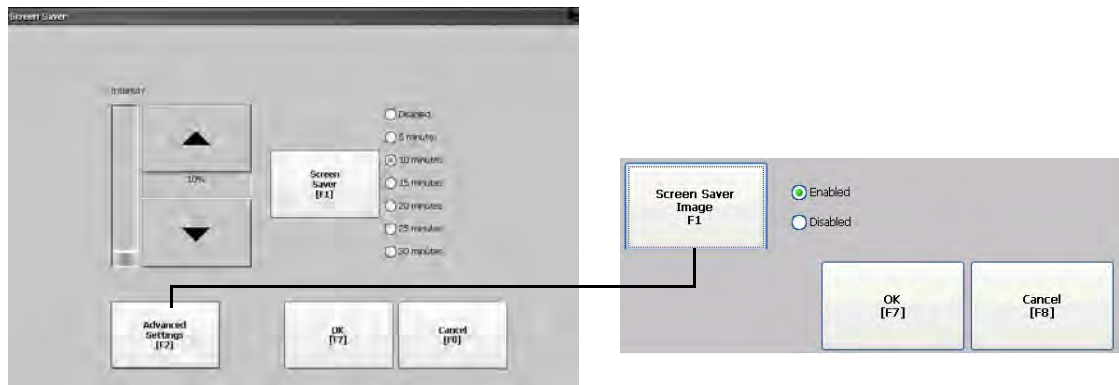 Screen Saver
Intensity
10%
Screen
Saver
[F1]
Disabled
5 minutes
10 minutes
15 minutes
20 minutes
25 minutes
30 minutes
Advanced
Settings
[F2]
OK
[F7]
Cancel
[F8]
Screen Saver
Image
F1
Enabled
Disabled
OK
[F7]
Cancel
[F8]